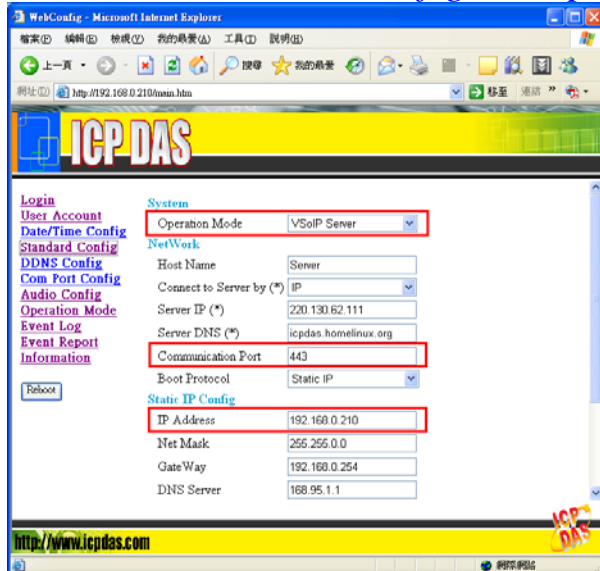 WebConfig - Microsoft Internet Explorer
檔案(F) 編輯(E) 檢視(V) 我的最愛(A) 工具(T) 說明(H)
上一頁 搜尋 我的最愛
網址(D) http://192.168.0.210/main.htm 移至 連結 »
ICP DAS
Login
User Account
Date/Time Config
Standard Config
DDNS Config
Com Port Config
Audio Config
Operation Mode
Event Log
Event Report
Information
Reboot
System
Operation Mode VSoIP Server
NetWork
Host Name Server
Connect to Server by (*) IP
Server IP (*) 220.130.62.111
Server DNS (*) icpdas.homelinux.org
Communication Port 443
Boot Protocol Static IP
Static IP Config
IP Address 192.168.0.210
Net Mask 255.255.0.0
GateWay 192.168.0.254
DNS Server 168.95.1.1
http://www.icpdas.com
ICP DAS
網際網路